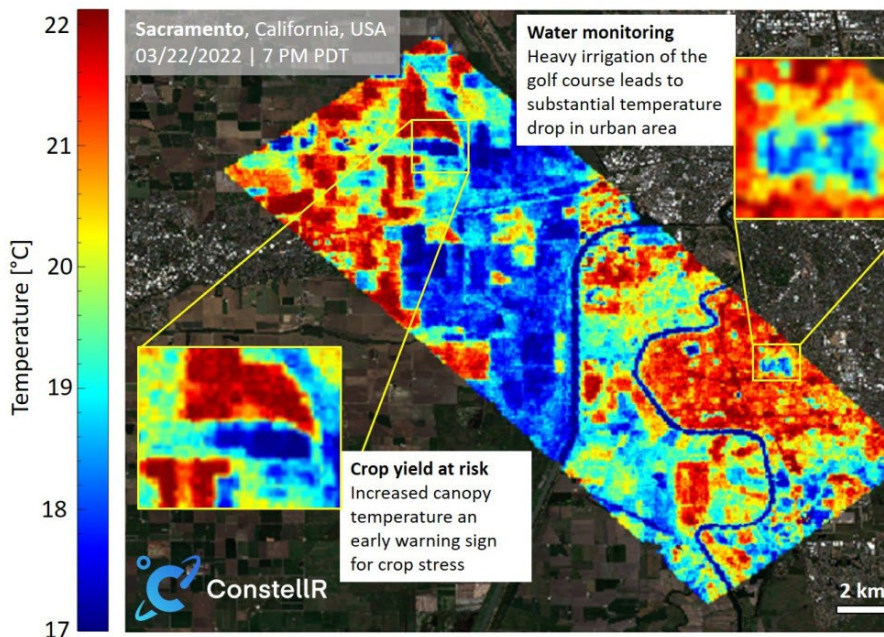 22
21
20
19
18
17
Temperature [°C]
Sacramento, California, USA
03/22/2022 | 7 PM PDT
Water monitoring
Heavy irrigation of the
golf course leads to
substantial temperature
drop in urban area
Crop yield at risk
Increased canopy
temperature an
early warning sign
for crop stress
ConstellR
2 km